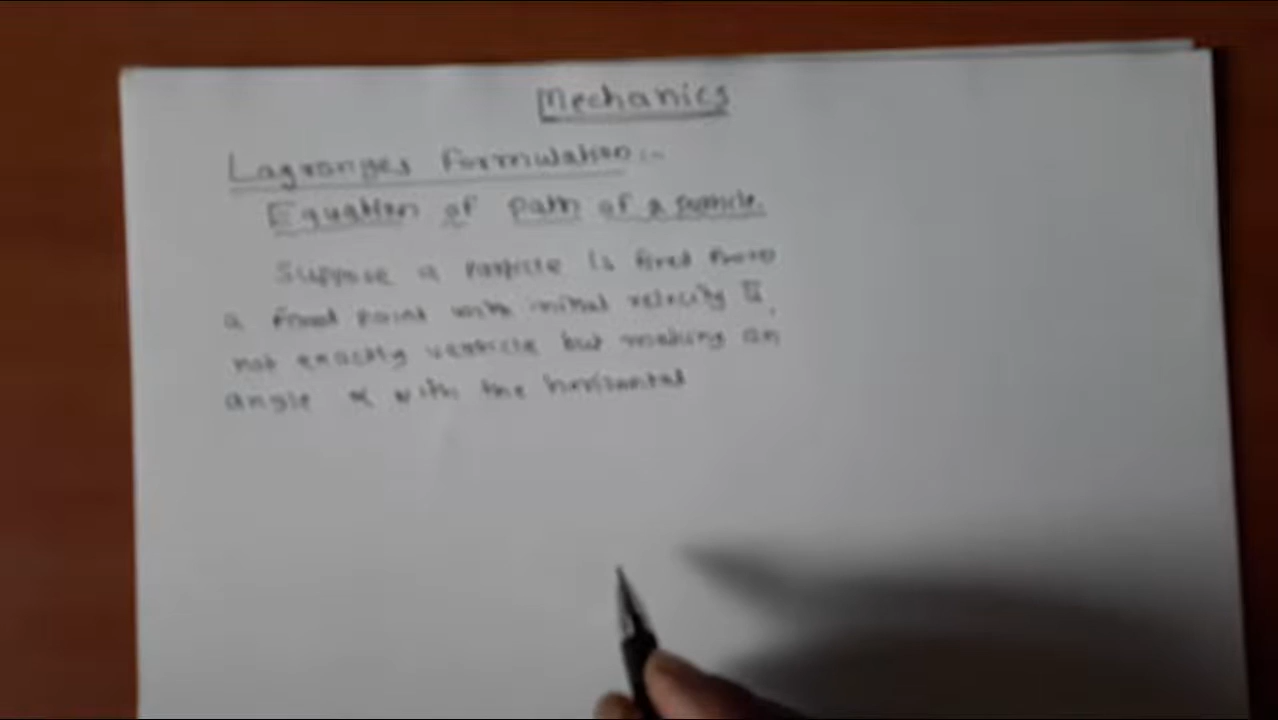 Mechanics
Lagranges Formulation:-
Equation of path of a particle.
Suppose a particle is fired from
a fixed point with initial velocity u,
not exactly verticle but making an
angle α with the horizontal